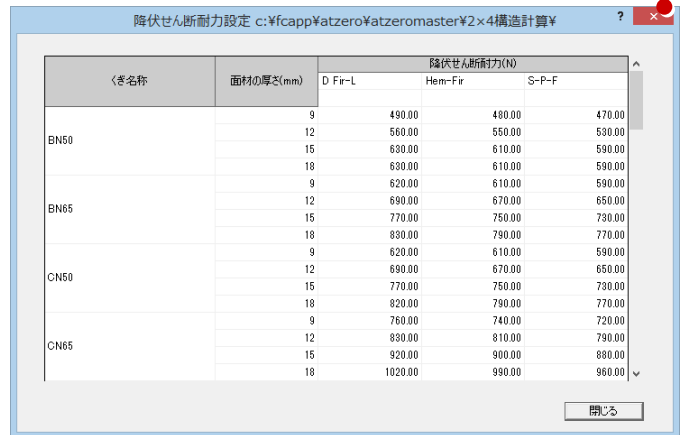 降伏せん断耐力設定 c:¥fcapp¥atzero¥atzeromaster¥2×4構造計算¥ ? ×
くぎ名称 面材の厚さ(mm) 降伏せん断耐力(N)
D Fir-L Hem-Fir S-P-F
BN50
9 490.00 480.00 470.00
12 560.00 550.00 530.00
15 630.00 610.00 590.00
18 630.00 610.00 590.00
BN65
9 620.00 610.00 590.00
12 690.00 670.00 650.00
15 770.00 750.00 730.00
18 830.00 790.00 770.00
CN50
9 620.00 610.00 590.00
12 690.00 670.00 650.00
15 770.00 750.00 730.00
18 820.00 790.00 770.00
CN65
9 760.00 740.00 720.00
12 830.00 810.00 790.00
15 920.00 900.00 880.00
18 1020.00 990.00 960.00
閉じる